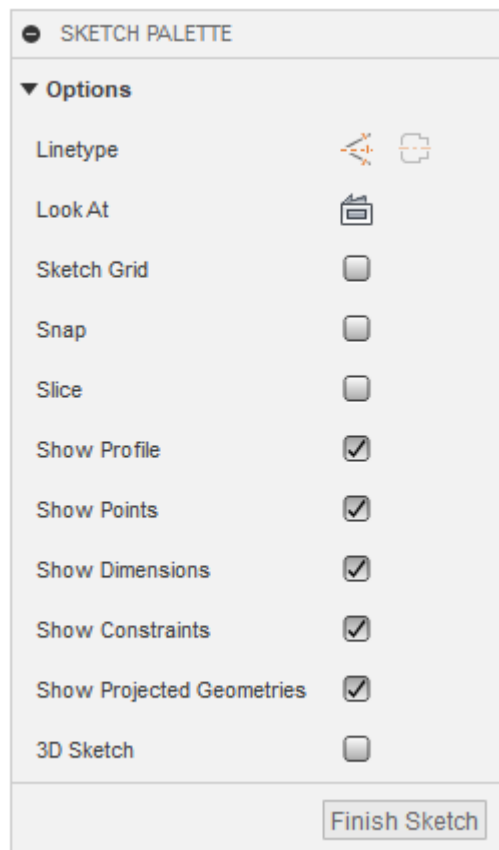 SKETCH PALETTE
Options
Linetype
Look At
Sketch Grid
Snap
Slice
Show Profile
Show Points
Show Dimensions
Show Constraints
Show Projected Geometries
3D Sketch
Finish Sketch